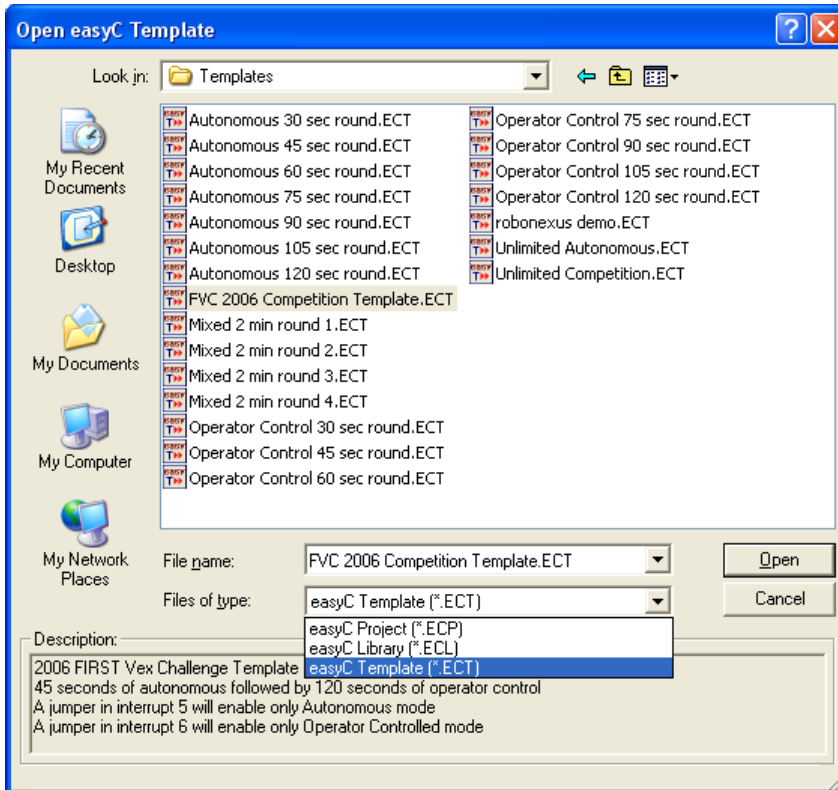 Open easyC Template
Look in:
Templates
My Recent
Documents
Desktop
My Documents
My Computer
My Network
Places
Autonomous 30 sec round.ECT
Autonomous 45 sec round.ECT
Autonomous 60 sec round.ECT
Autonomous 75 sec round.ECT
Autonomous 90 sec round.ECT
Autonomous 105 sec round.ECT
Autonomous 120 sec round.ECT
FVC 2006 Competition Template.ECT
Mixed 2 min round 1.ECT
Mixed 2 min round 2.ECT
Mixed 2 min round 3.ECT
Mixed 2 min round 4.ECT
Operator Control 30 sec round.ECT
Operator Control 45 sec round.ECT
Operator Control 60 sec round.ECT
Operator Control 75 sec round.ECT
Operator Control 90 sec round.ECT
Operator Control 105 sec round.ECT
Operator Control 120 sec round.ECT
robonexus demo.ECT
Unlimited Autonomous.ECT
Unlimited Competition.ECT
File name:
FVC 2006 Competition Template.ECT
Open
Files of type:
easyC Template (*.ECT)
Cancel
easyC Project (*.ECP)
easyC Library (*.ECL)
easyC Template (*.ECT)
Description:
2006 FIRST Vex Challenge Template
45 seconds of autonomous followed by 120 seconds of operator control
A jumper in interrupt 5 will enable only Autonomous mode
A jumper in interrupt 6 will enable only Operator Controlled mode